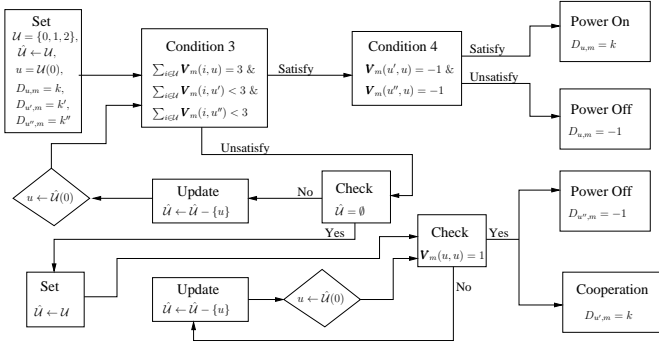 Set
𝒰 = {0, 1, 2},
𝒰̂ ← 𝒰,
u = 𝒰(0),
D_{u,m} = k,
D_{u′,m} = k′,
D_{u″,m} = k″
Condition 3
∑_{i∈𝒰} V_m(i, u) = 3 &
∑_{i∈𝒰} V_m(i, u′) < 3 &
∑_{i∈𝒰} V_m(i, u″) < 3
Satisfy
Condition 4
V_m(u′, u) = −1 &
V_m(u″, u) = −1
Satisfy
Power On
D_{u,m} = k
Unsatisfy
Power Off
D_{u,m} = −1
Unsatisfy
u ← 𝒰̂(0)
Update
𝒰̂ ← 𝒰̂ − {u}
No
Check
𝒰̂ = ∅
Yes
Set
𝒰̂ ← 𝒰
Update
𝒰̂ ← 𝒰̂ − {u}
u ← 𝒰̂(0)
Check
V_m(u, u) = 1
Yes
No
Power Off
D_{u″,m} = −1
Cooperation
D_{u′,m} = k